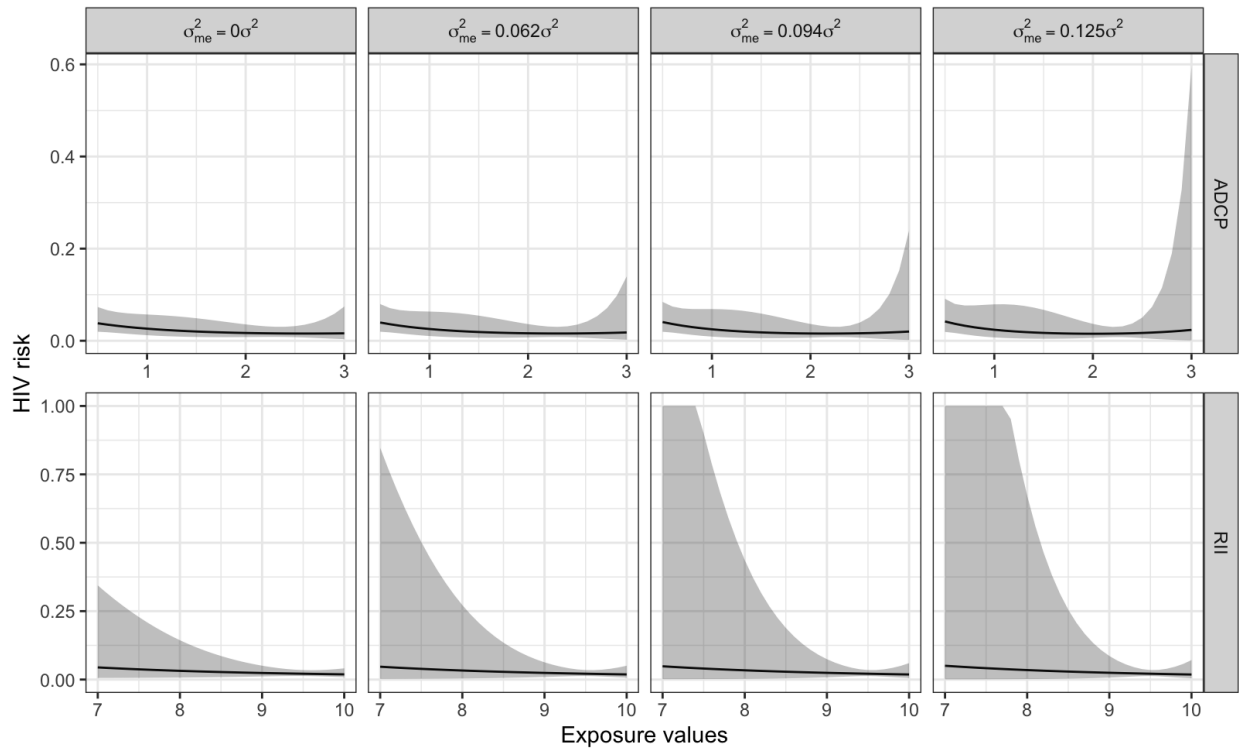 σ²me = 0σ² σ²me = 0.062σ² σ²me = 0.094σ² σ²me = 0.125σ²
0.6
0.4
0.2
0.0
ADCP
1 2 3 1 2 3 1 2 3 1 2 3
HIV risk
1.00
0.75
0.50
0.25
0.00
RII
7 8 9 10 7 8 9 10 7 8 9 10 7 8 9 10
Exposure values